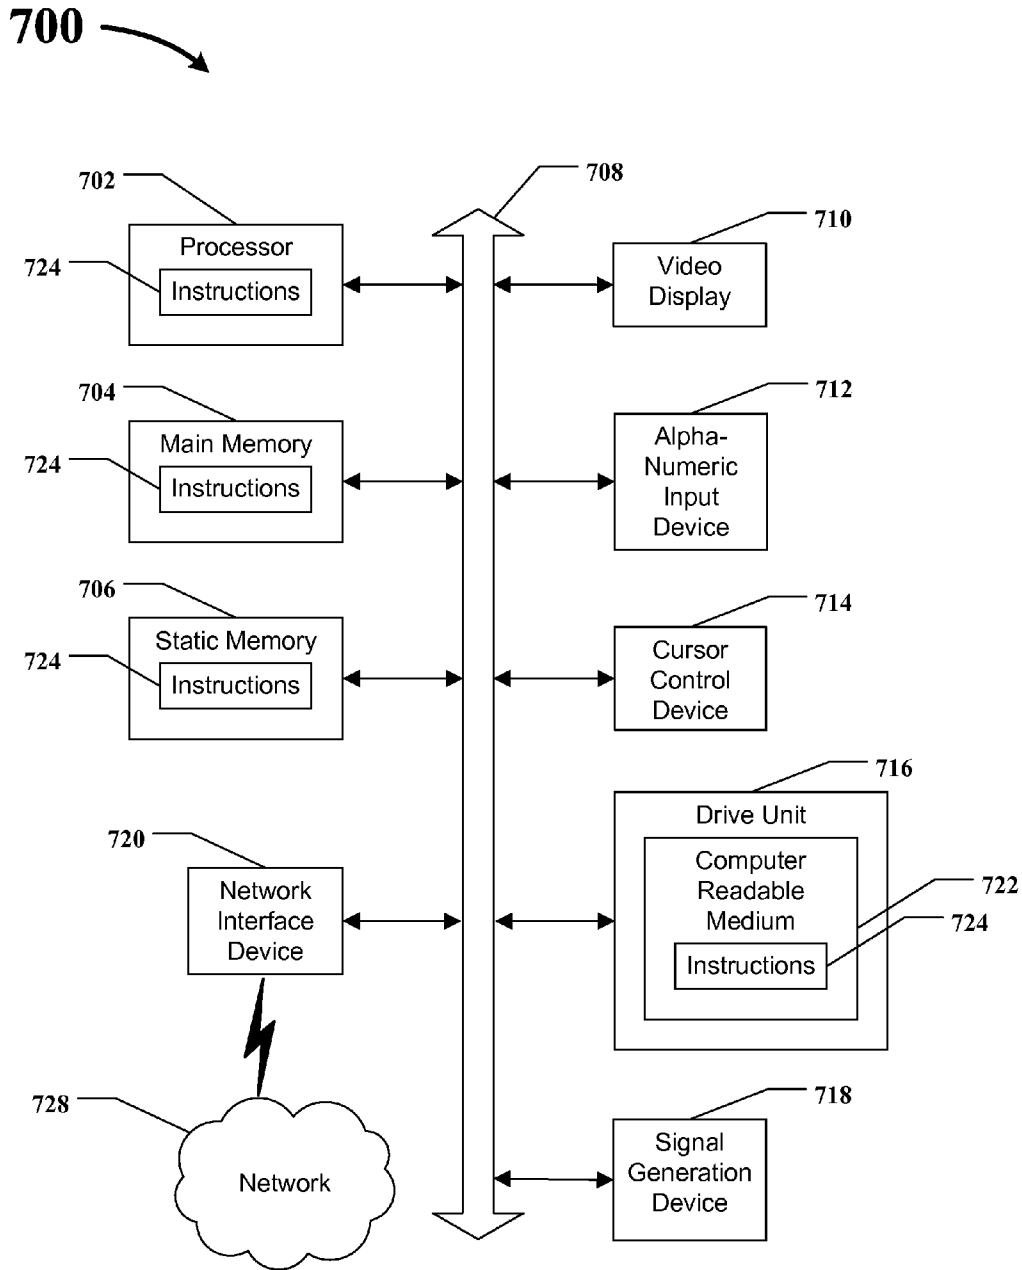 700
708
702
Processor
724
Instructions
710
Video
Display
704
Main Memory
724
Instructions
712
Alpha-
Numeric
Input
Device
706
Static Memory
724
Instructions
714
Cursor
Control
Device
720
Network
Interface
Device
716
Drive Unit
Computer
Readable
Medium
722
724
Instructions
728
Network
718
Signal
Generation
Device